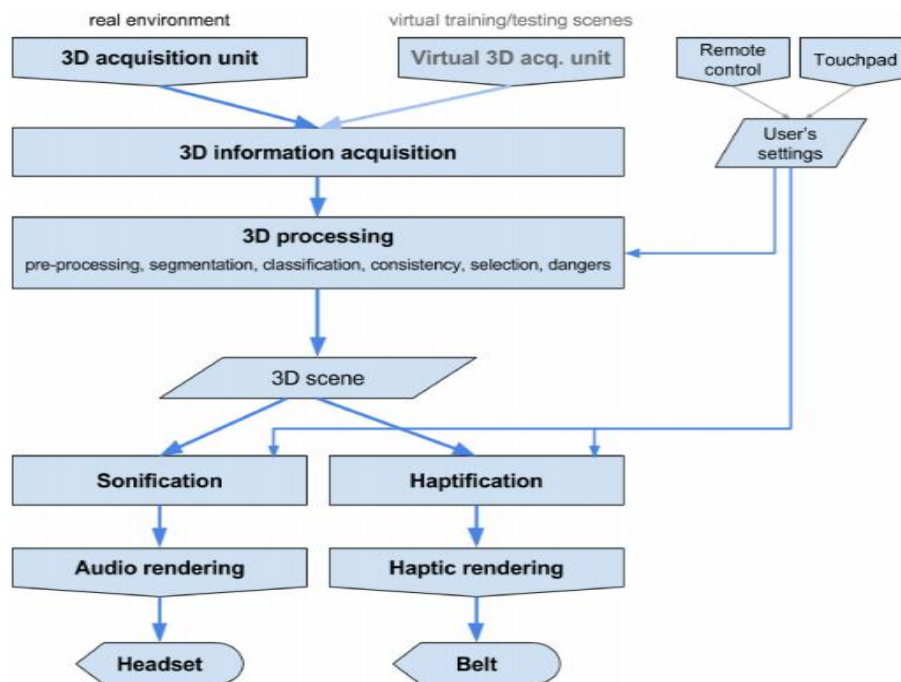 real environment
virtual training/testing scenes
3D acquisition unit
Virtual 3D acq. unit
Remote
control
Touchpad
User's
settings
3D information acquisition
3D processing
pre-processing, segmentation, classification, consistency, selection, dangers
3D scene
Sonification
Haptification
Audio rendering
Haptic rendering
Headset
Belt